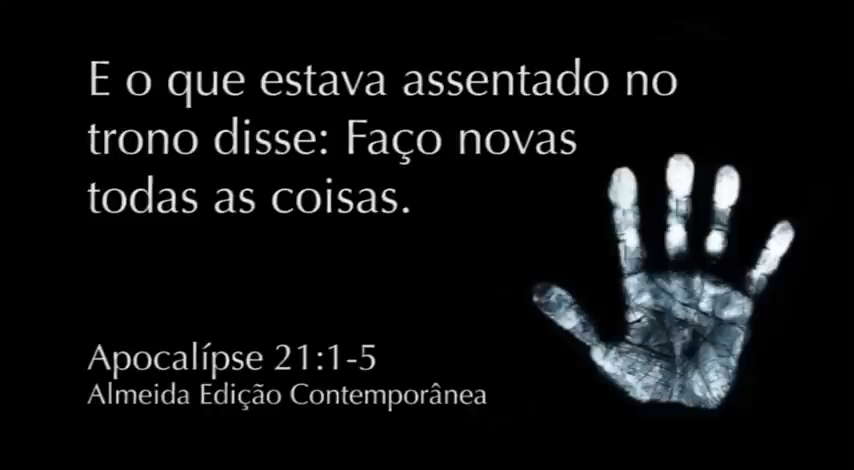 E o que estava assentado no
trono disse: Faço novas
todas as coisas.
Apocalípse 21:1-5
Almeida Edição Contemporânea